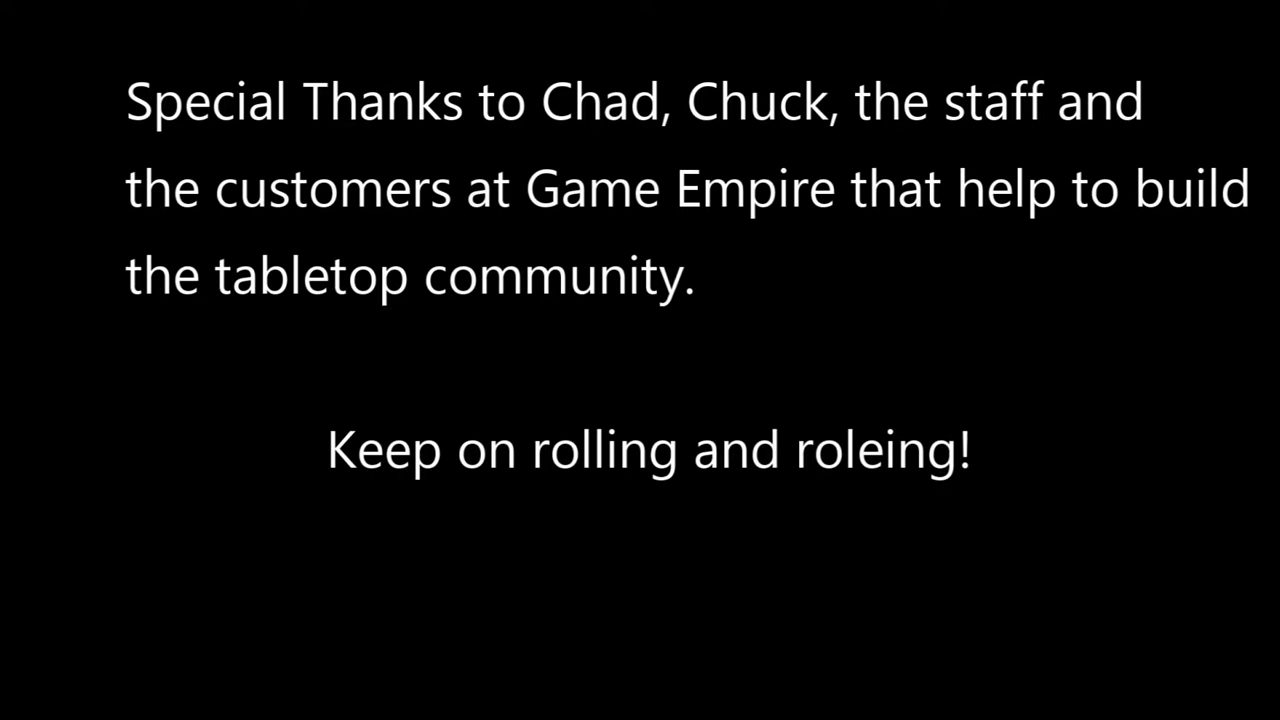 Special Thanks to Chad, Chuck, the staff and
the customers at Game Empire that help to build
the tabletop community.
Keep on rolling and roleing!